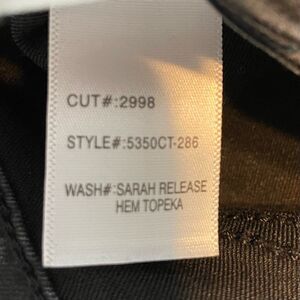 CUT#:2998
STYLE#:5350CT-286
WASH#:SARAH RELEASE
HEM TOPEKA